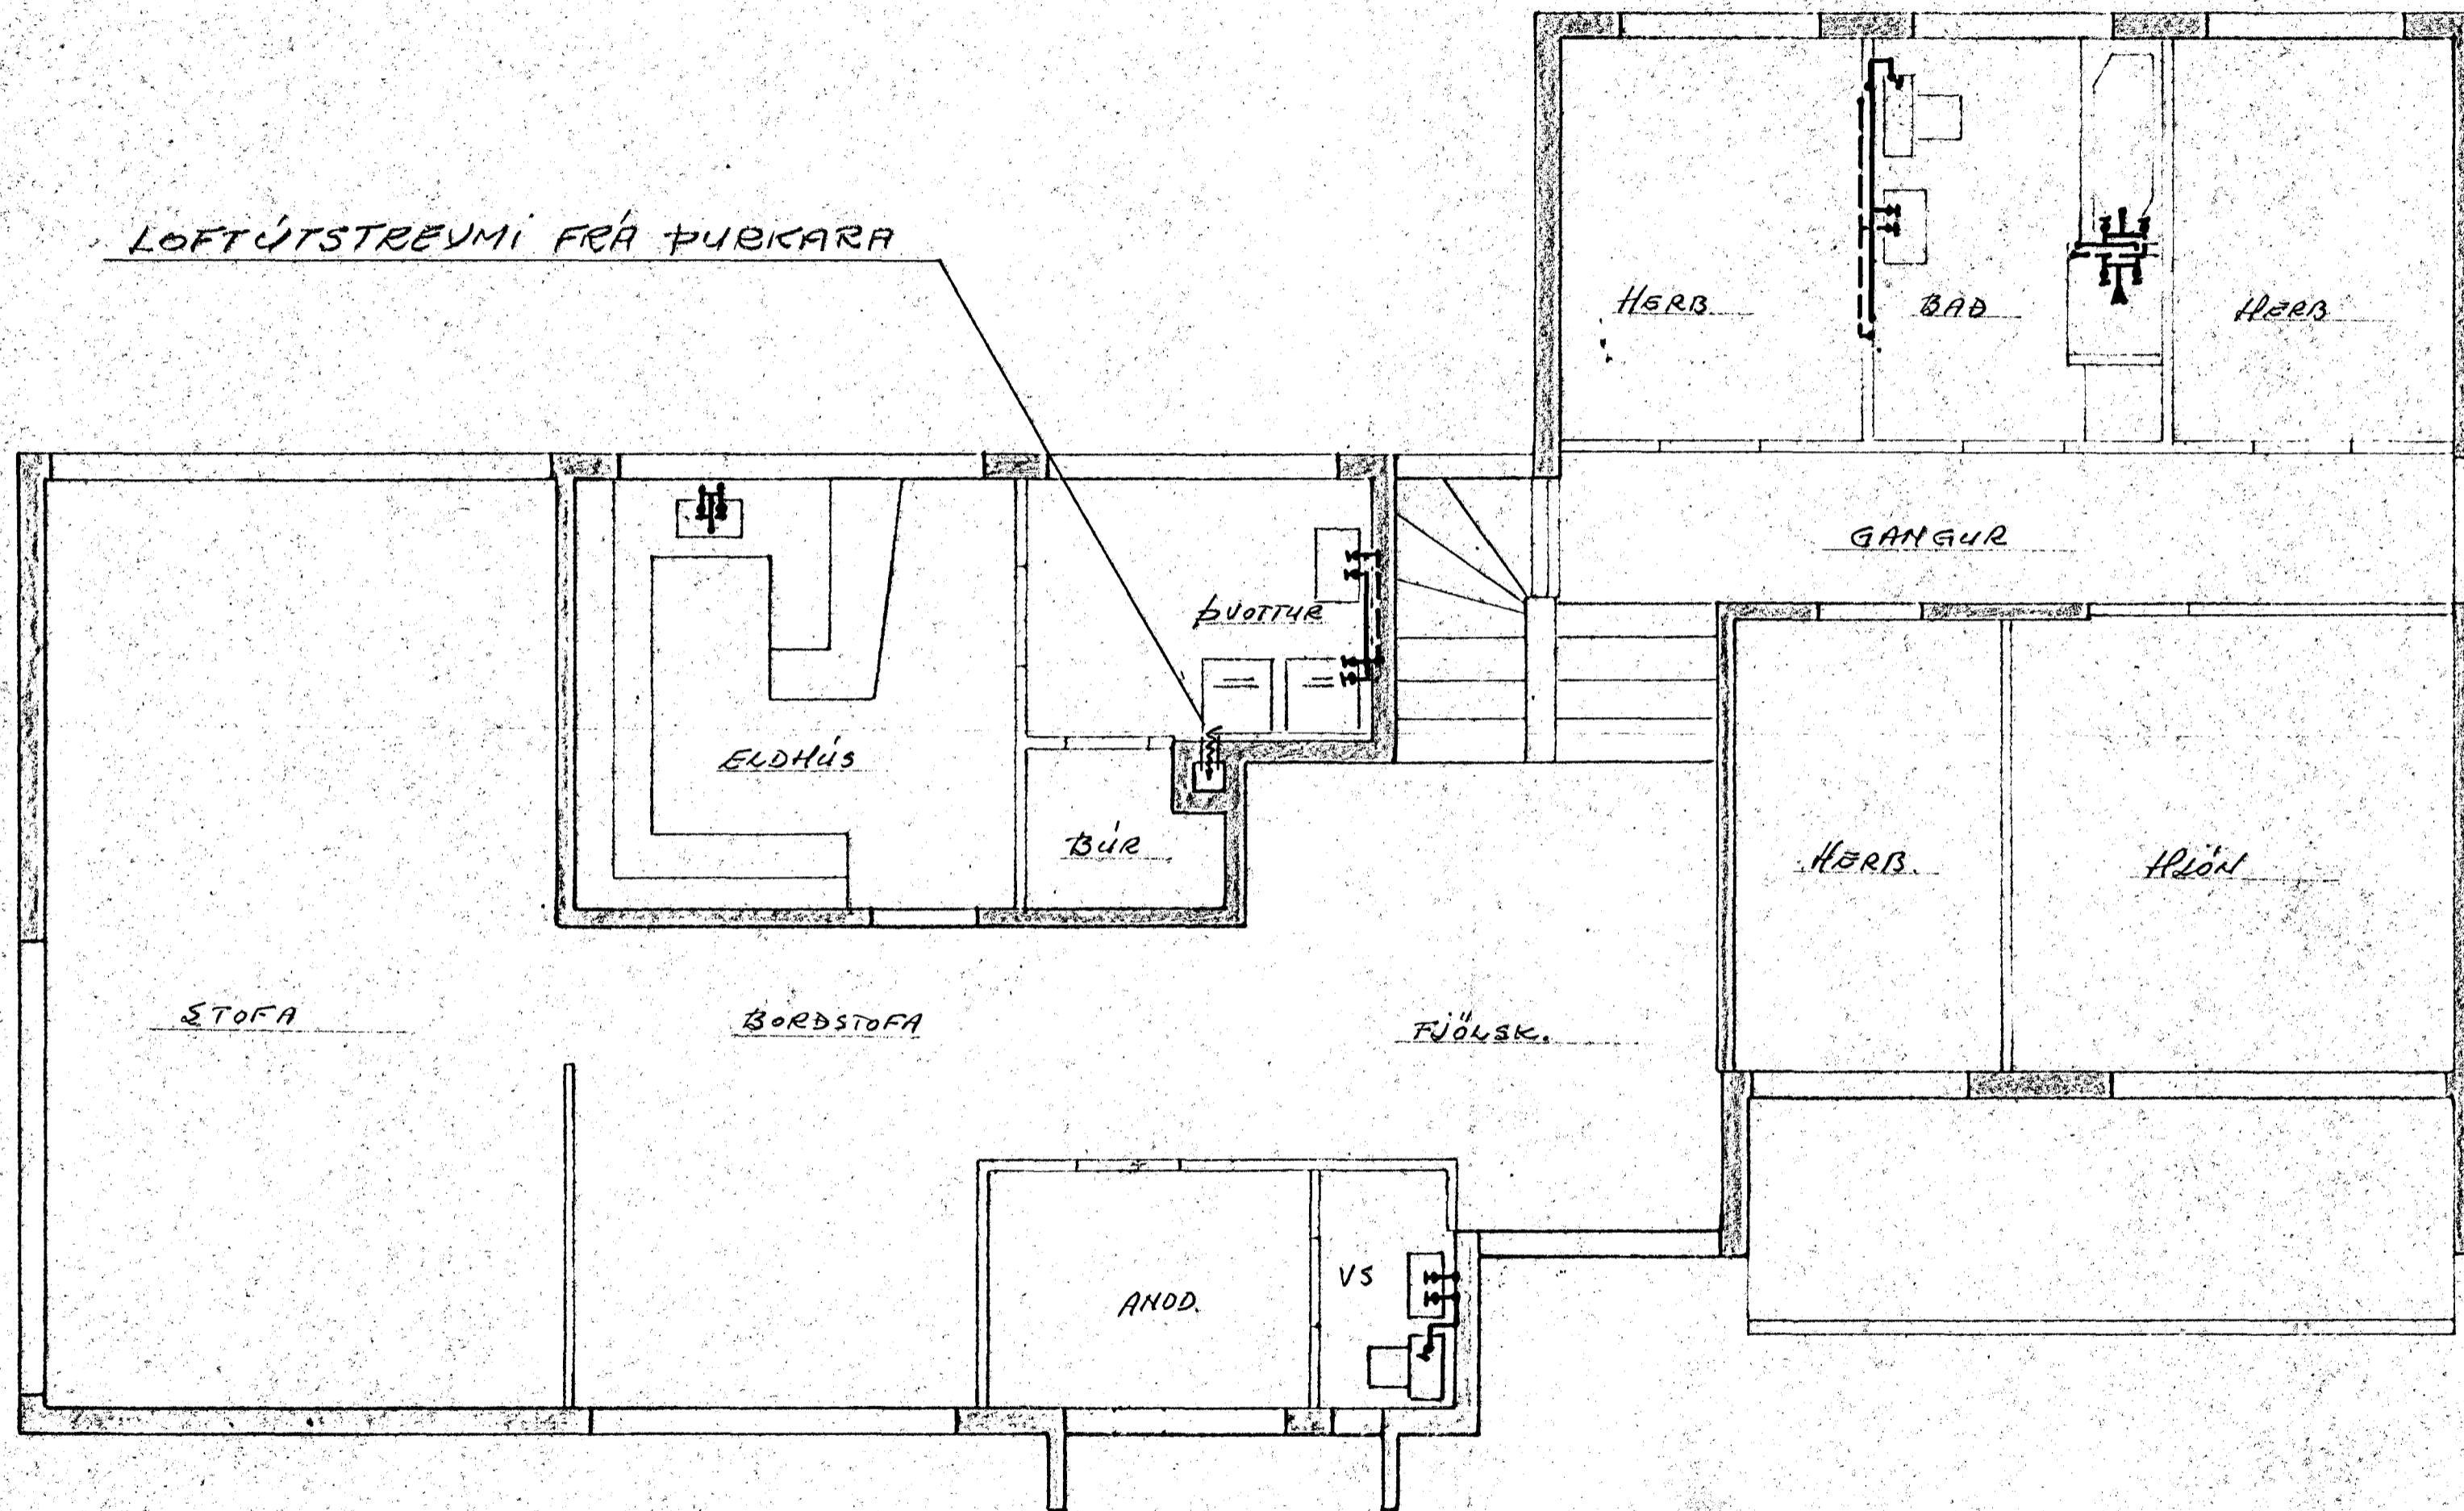 LOFTÚTSTREYMI FRÁ ÞURKARA
HERB
BAÐ
HERB
GANGUR
ÞVOTTUR
ELDHÚS
BÚR
HERB.
HJÓN
STOFA
BORÐSTOFA
FJÖLSK.
VS
ANDD.